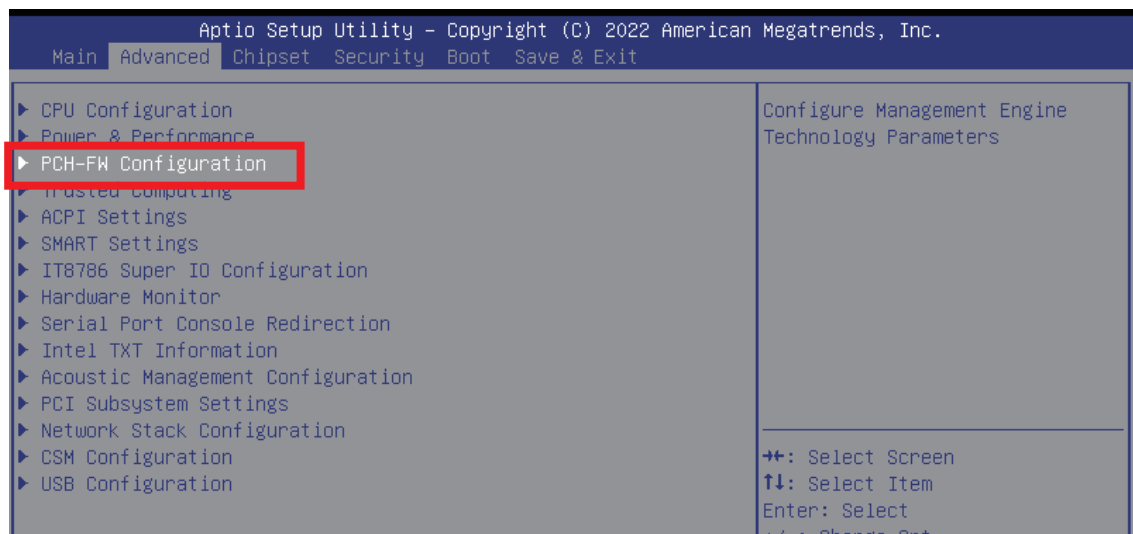 Aptio Setup Utility – Copyright (C) 2022 American Megatrends, Inc.
Main Advanced Chipset Security Boot Save & Exit
▶ CPU Configuration
▶ Power & Performance
▶ PCH-FW Configuration
▶ Trusted Computing
▶ ACPI Settings
▶ SMART Settings
▶ IT8786 Super IO Configuration
▶ Hardware Monitor
▶ Serial Port Console Redirection
▶ Intel TXT Information
▶ Acoustic Management Configuration
▶ PCI Subsystem Settings
▶ Network Stack Configuration
▶ CSM Configuration
▶ USB Configuration
Configure Management Engine
Technology Parameters
→←: Select Screen
↑↓: Select Item
Enter: Select